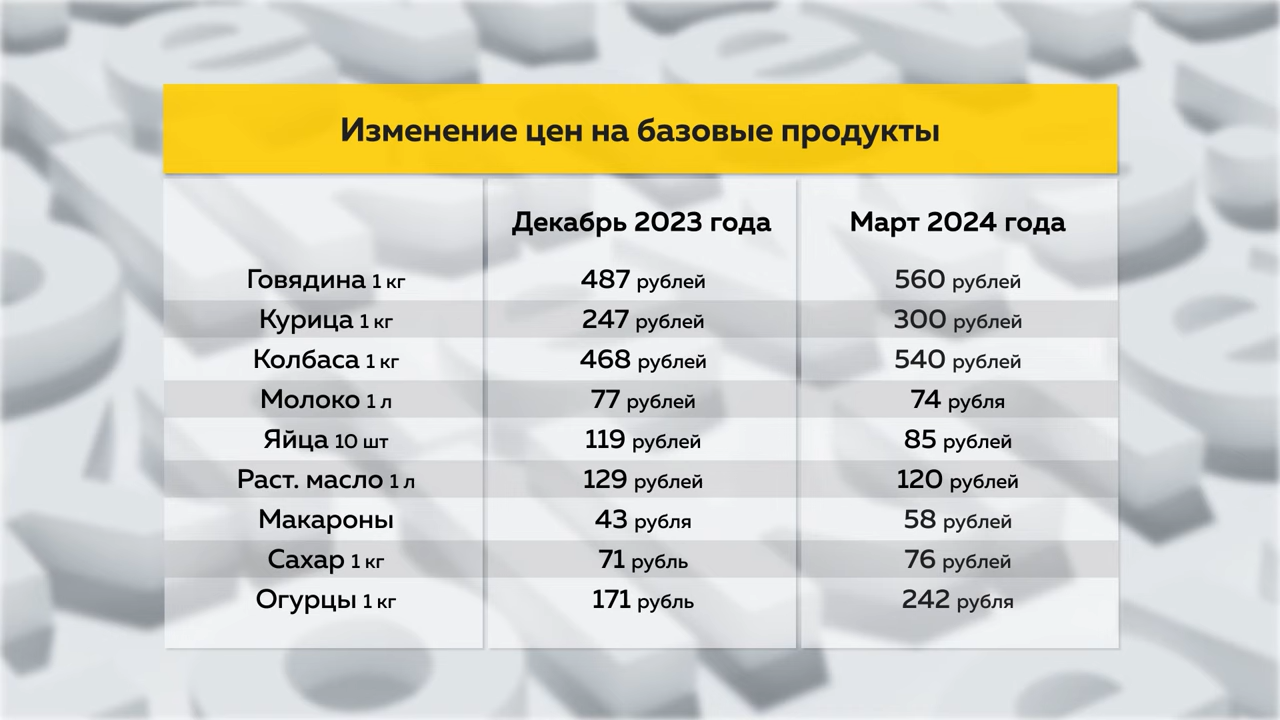 Изменение цен на базовые продукты
Декабрь 2023 года Март 2024 года
Говядина 1 кг 487 рублей 560 рублей
Курица 1 кг 247 рублей 300 рублей
Колбаса 1 кг 468 рублей 540 рублей
Молоко 1 л 77 рублей 74 рубля
Яйца 10 шт 119 рублей 85 рублей
Раст. масло 1 л 129 рублей 120 рублей
Макароны 43 рубля 58 рублей
Сахар 1 кг 71 рубль 76 рублей
Огурцы 1 кг 171 рубль 242 рубля